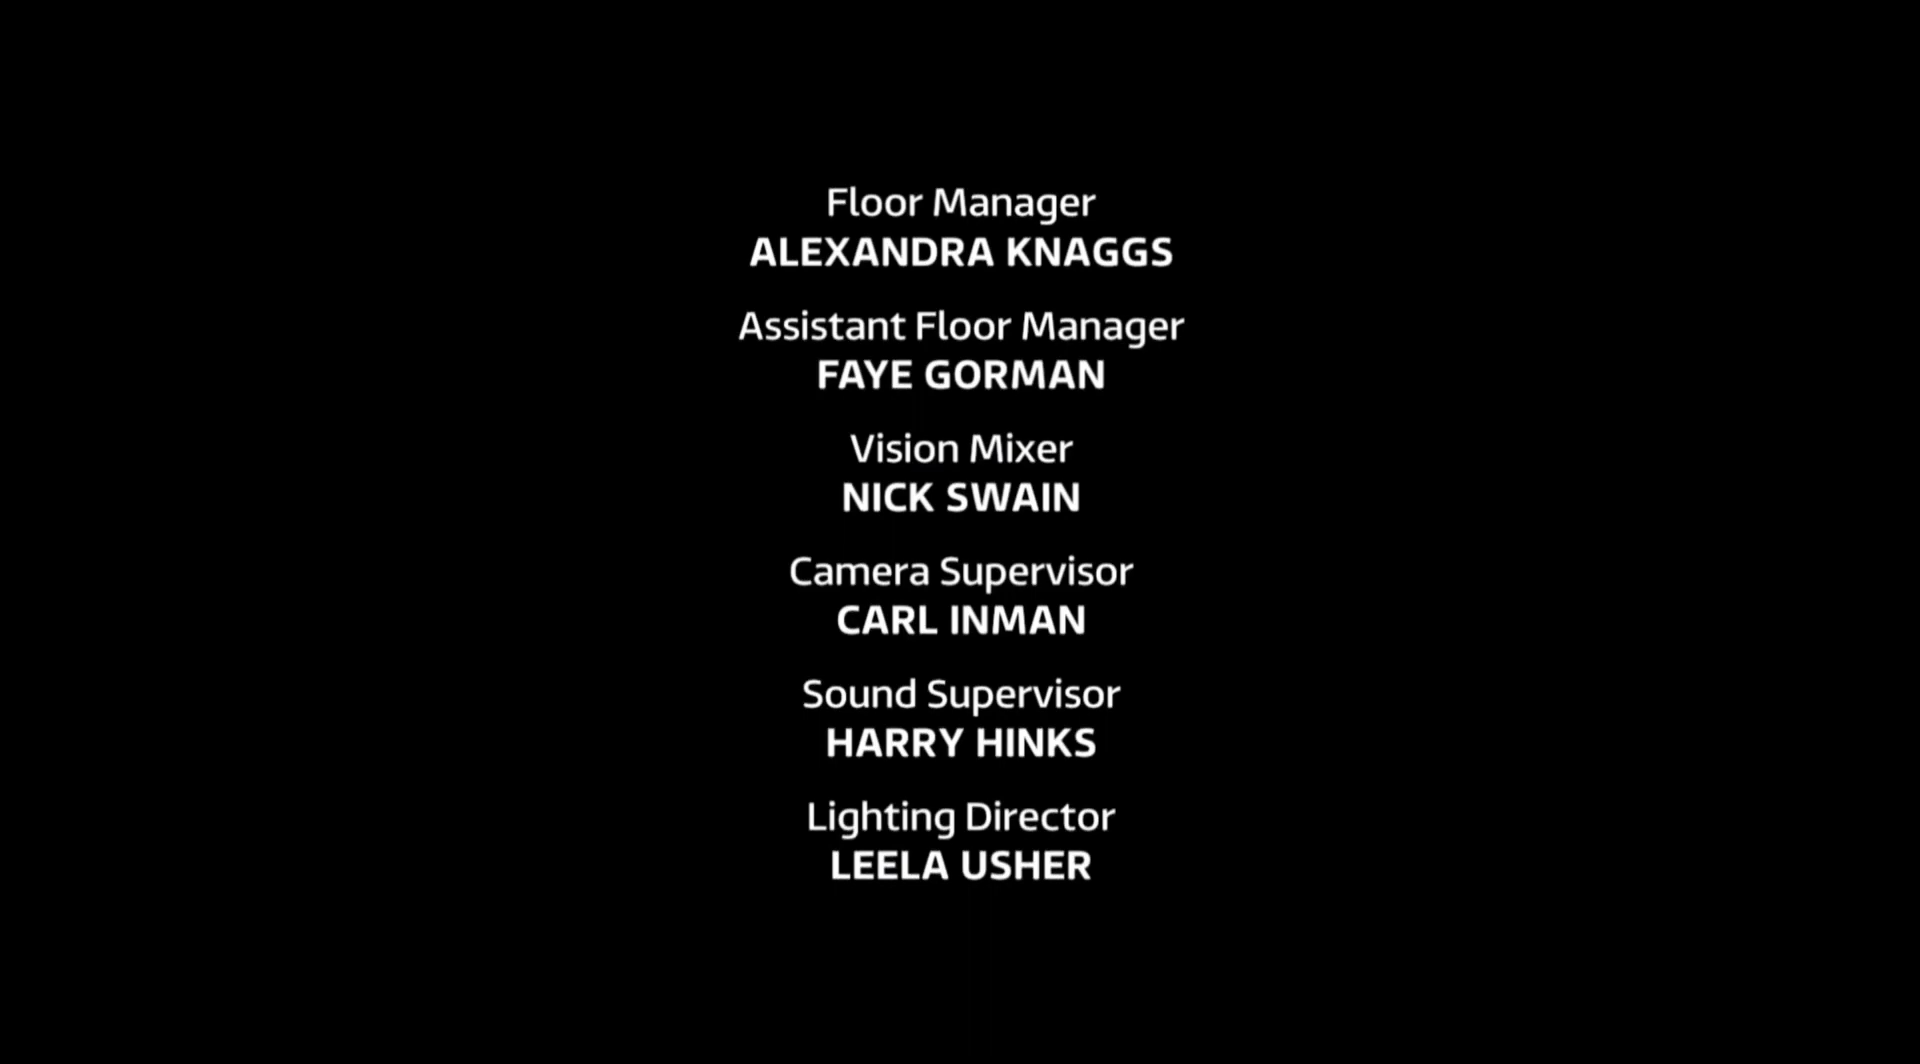 Floor Manager
ALEXANDRA KNAGGS
Assistant Floor Manager
FAYE GORMAN
Vision Mixer
NICK SWAIN
Camera Supervisor
CARL INMAN
Sound Supervisor
HARRY HINKS
Lighting Director
LEELA USHER